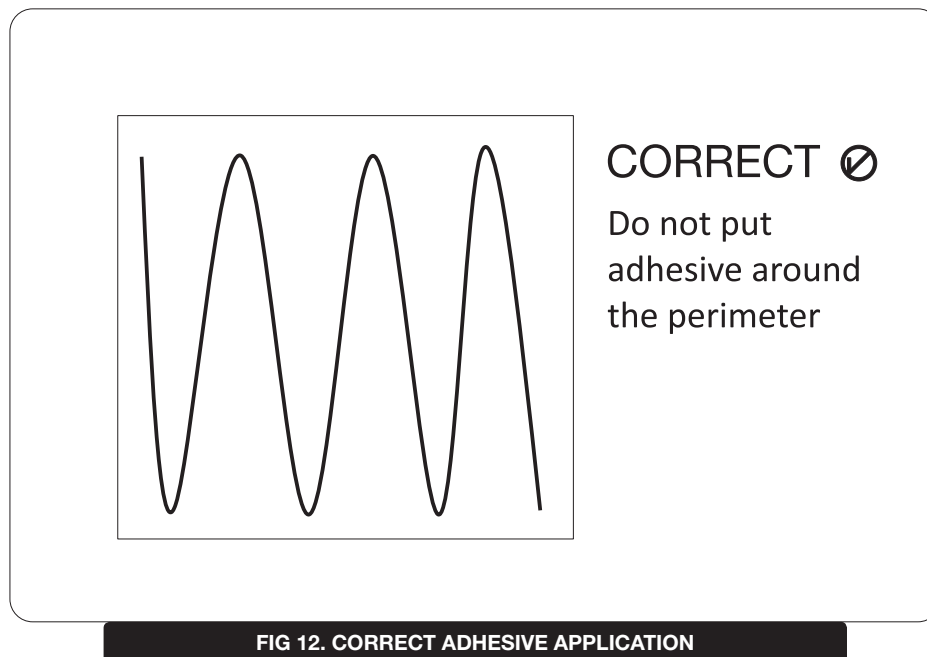 CORRECT
Do not put
adhesive around
the perimeter
FIG 12. CORRECT ADHESIVE APPLICATION